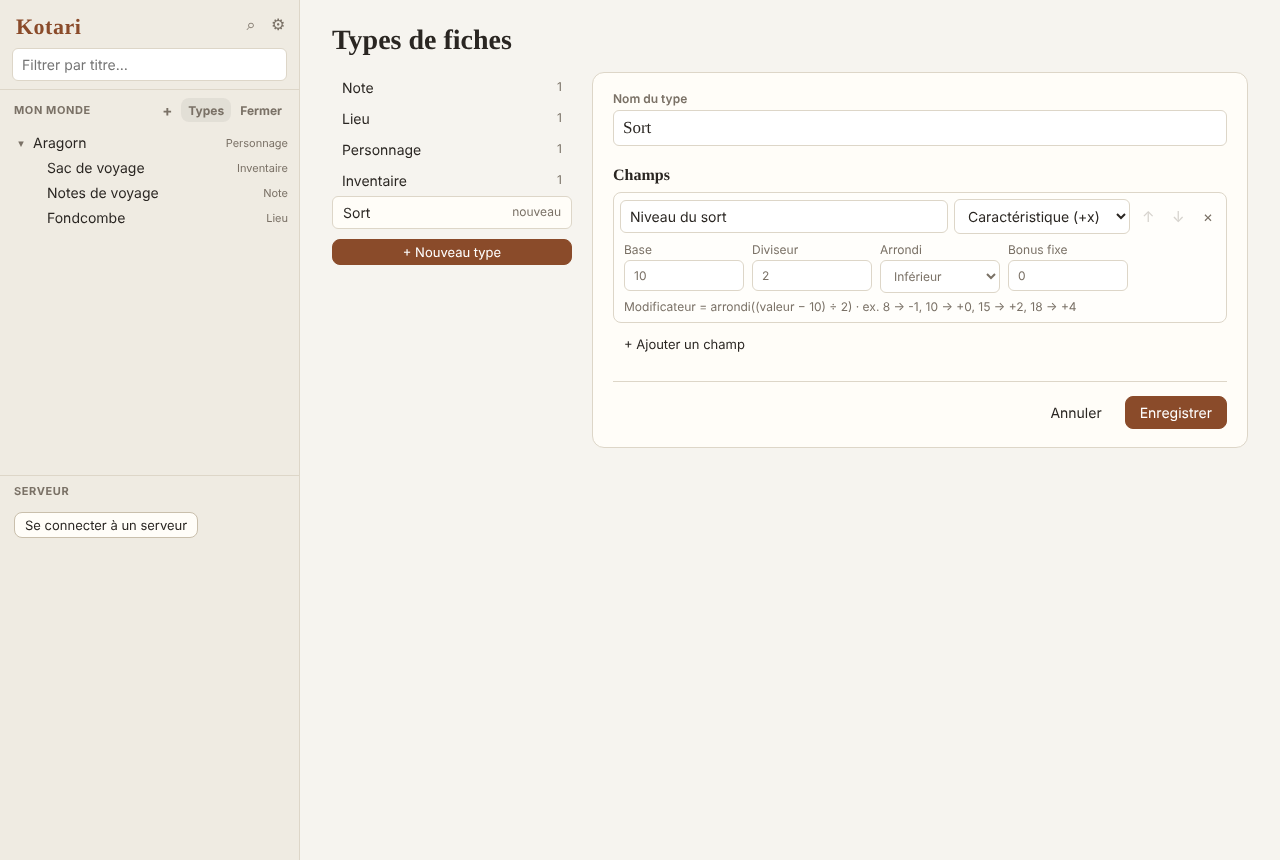 Kotari
Filtrer par titre...
MON MONDE + Types Fermer
Aragorn Personnage
Sac de voyage Inventaire
Notes de voyage Note
Fondcombe Lieu
SERVEUR
Se connecter à un serveur
Types de fiches
Note 1
Lieu 1
Personnage 1
Inventaire 1
Sort nouveau
+ Nouveau type
Nom du type
Sort
Champs
Niveau du sort Caractéristique (+x) ↑ ↓ ×
Base Diviseur Arrondi Bonus fixe
10 2 Inférieur 0
Modificateur = arrondi((valeur − 10) ÷ 2) · ex. 8 → -1, 10 → +0, 15 → +2, 18 → +4
+ Ajouter un champ
Annuler Enregistrer